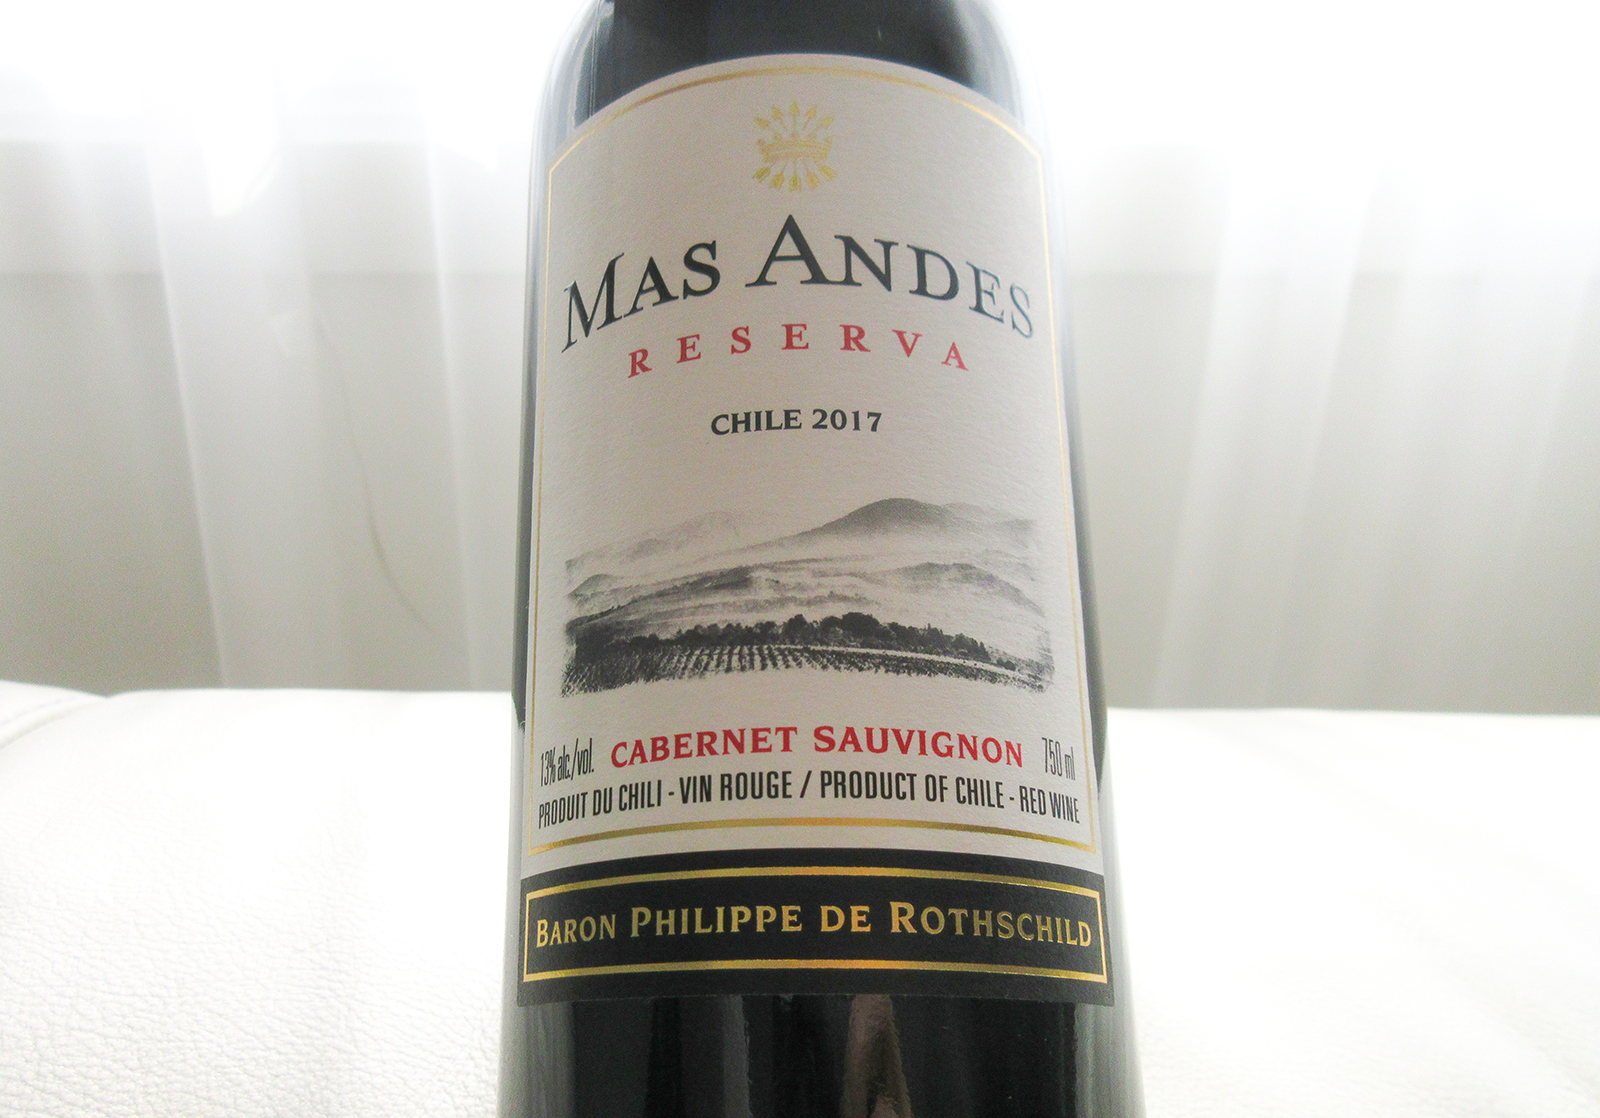 MAS ANDES
RESERVA
CHILE 2017
13% alc./vol. CABERNET SAUVIGNON 750 ml
PRODUIT DU CHILI - VIN ROUGE / PRODUCT OF CHILE - RED WINE
BARON PHILIPPE DE ROTHSCHILD